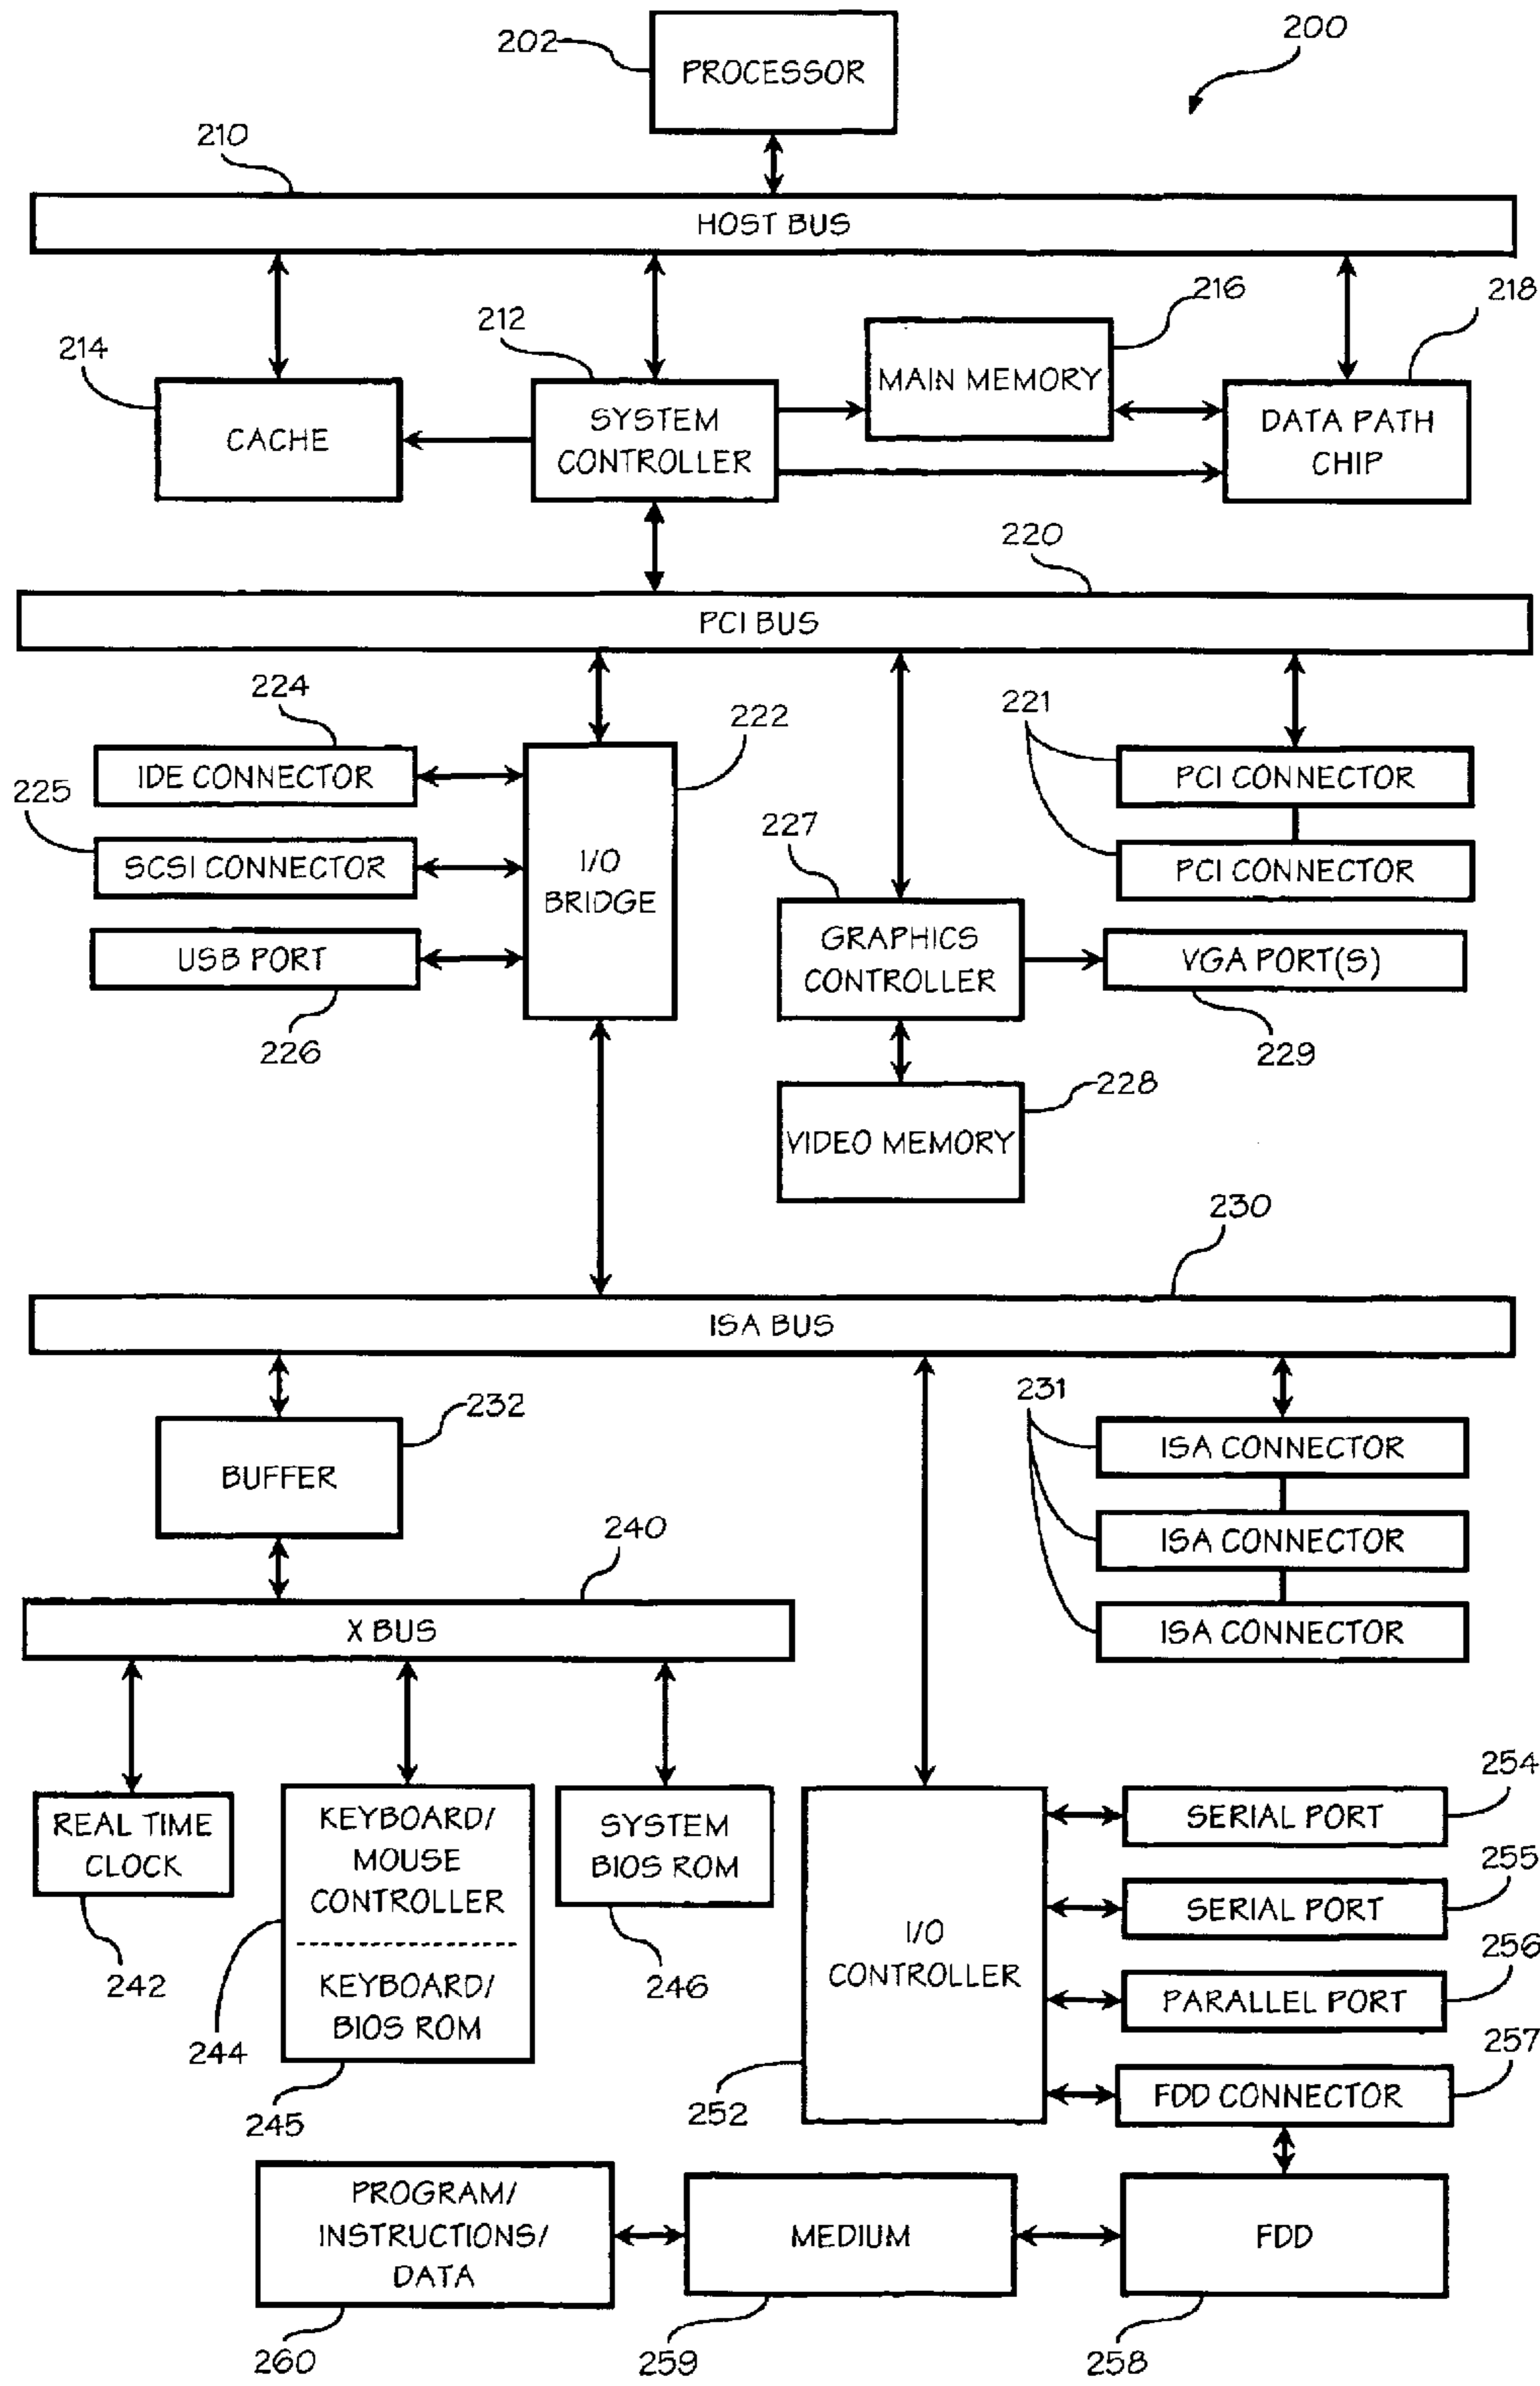 202
PROCESSOR
200
210
HOST BUS
214
212
216
218
CACHE
SYSTEM
CONTROLLER
MAIN MEMORY
DATA PATH
CHIP
220
PCI BUS
224
IDE CONNECTOR
225
SCSI CONNECTOR
USB PORT
226
222
I/O
BRIDGE
227
GRAPHICS
CONTROLLER
221
PCI CONNECTOR
PCI CONNECTOR
VGA PORT(S)
229
228
VIDEO MEMORY
230
ISA BUS
232
BUFFER
231
ISA CONNECTOR
ISA CONNECTOR
ISA CONNECTOR
240
X BUS
REAL TIME
CLOCK
242
KEYBOARD/
MOUSE
CONTROLLER
KEYBOARD/
BIOS ROM
244
245
SYSTEM
BIOS ROM
246
I/O
CONTROLLER
252
254
SERIAL PORT
255
SERIAL PORT
256
PARALLEL PORT
257
FDD CONNECTOR
PROGRAM/
INSTRUCTIONS/
DATA
MEDIUM
FDD
260
259
258